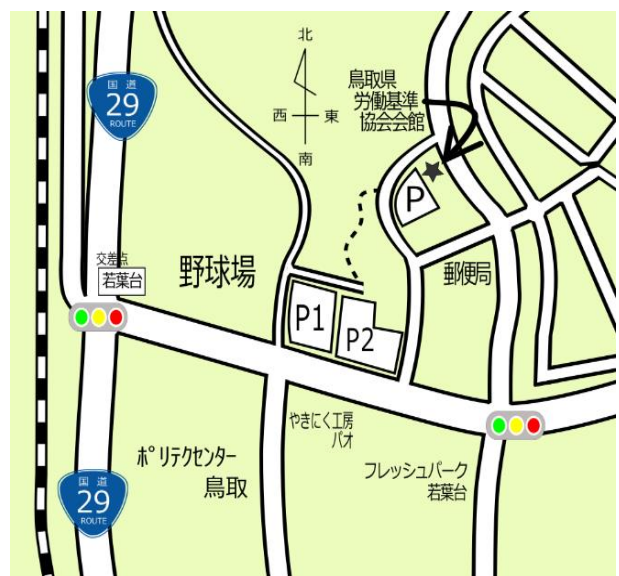 国道
29
ROUTE
北
西
東
南
鳥取県
労働基準
協会会館
P
交差点
若葉台
野球場
郵便局
P1
P2
やきにく工房
パオ
ﾎﾟﾘﾃｸｾﾝﾀｰ
鳥取
フレッシュパーク
若葉台
国道
29
ROUTE